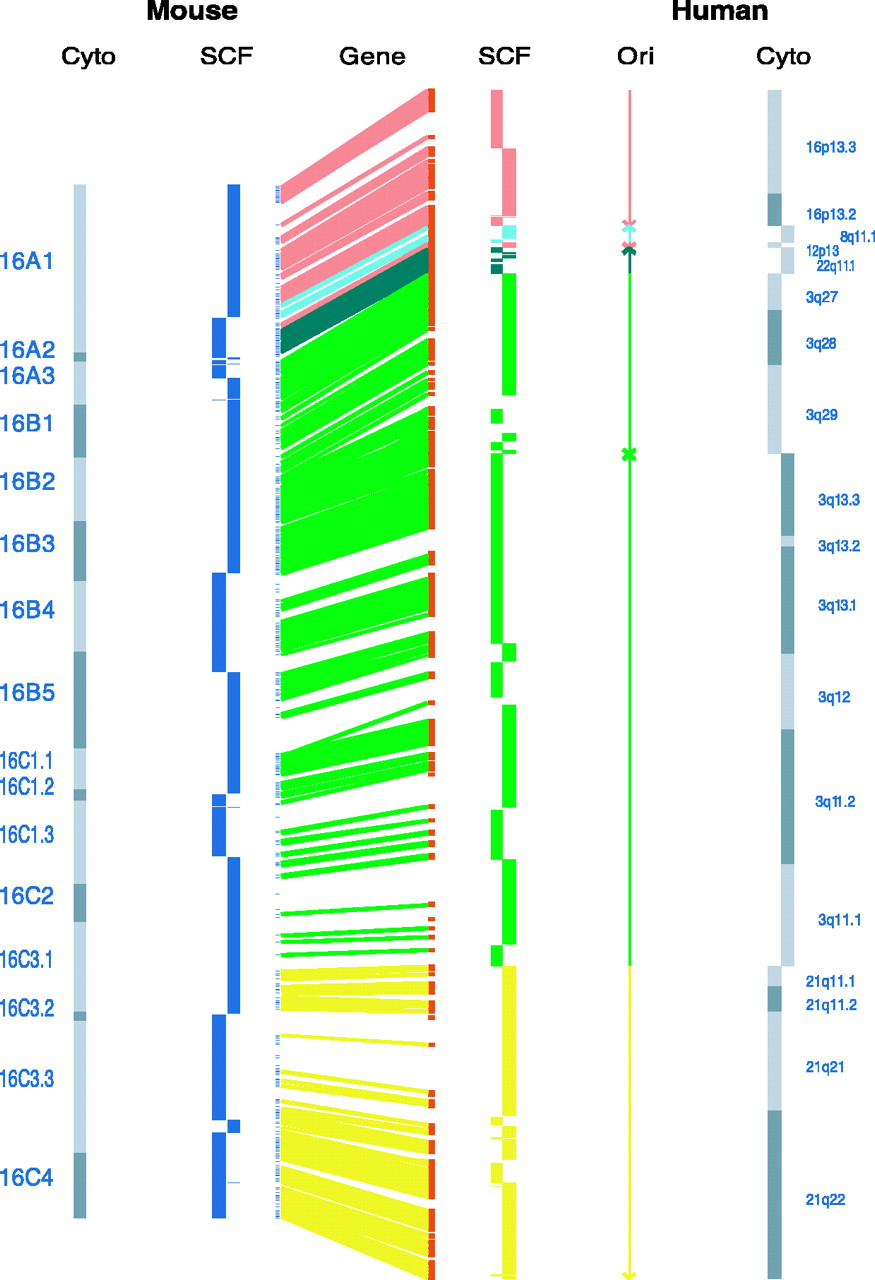 Mouse Human
Cyto SCF Gene SCF Ori Cyto
16A1
16A2
16A3
16B1
16B2
16B3
16B4
16B5
16C1.1
16C1.2
16C1.3
16C2
16C3.1
16C3.2
16C3.3
16C4
16p13.3
16p13.2
8q11.1
12p13
22q11.1
3q27
3q28
3q29
3q13.3
3q13.2
3q13.1
3q12
3q11.2
3q11.1
21q11.1
21q11.2
21q21
21q22